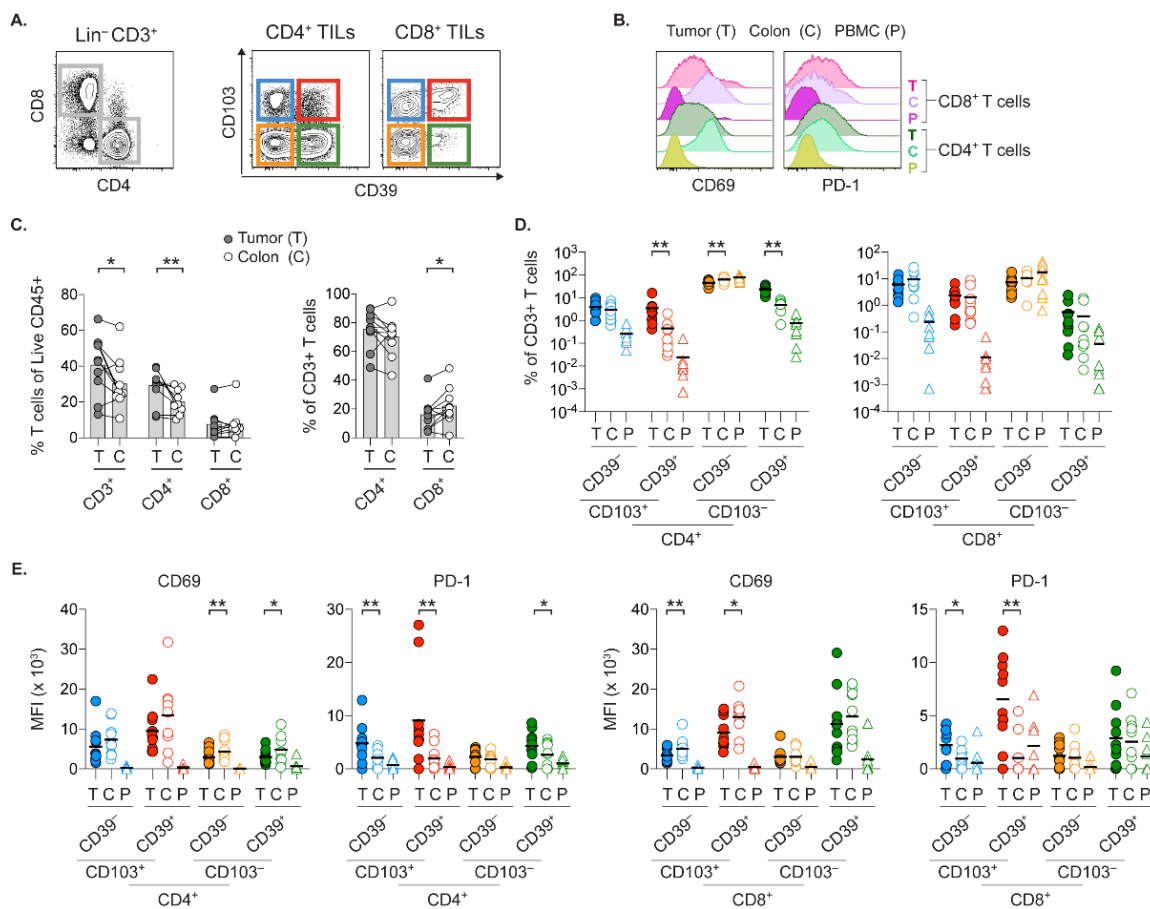 A.
Lin⁻ CD3⁺
CD8
CD4
CD4⁺ TILs
CD8⁺ TILs
CD103
CD39
B.
Tumor (T) Colon (C) PBMC (P)
T
C
P
CD8⁺ T cells
T
C
P
CD4⁺ T cells
CD69
PD-1
C.
Tumor (T)
Colon (C)
% T cells of Live CD45+
80
60
40
20
0
*
**
T C T C T C
CD3⁺ CD4⁺ CD8⁺
% of CD3+ T cells
100
80
60
40
20
0
*
T C T C
CD4⁺ CD8⁺
D.
% of CD3+ T cells
10³
10²
10¹
10⁰
10⁻¹
10⁻²
10⁻³
10⁻⁴
** ** **
T C P T C P T C P T C P
CD39⁻ CD39⁺ CD39⁻ CD39⁺
CD103⁺ CD103⁻
CD4⁺
10²
10¹
10⁰
10⁻¹
10⁻²
10⁻³
10⁻⁴
T C P T C P T C P T C P
CD39⁻ CD39⁺ CD39⁻ CD39⁺
CD103⁺ CD103⁻
CD8⁺
E.
CD69
MFI (x 10³)
40
30
20
10
0
** *
T C P T C P T C P T C P
CD39⁻ CD39⁺ CD39⁻ CD39⁺
CD103⁺ CD103⁻
CD4⁺
PD-1
30
20
10
0
** ** *
T C P T C P T C P T C P
CD39⁻ CD39⁺ CD39⁻ CD39⁺
CD103⁺ CD103⁻
CD4⁺
CD69
MFI (x 10³)
40
30
20
10
0
** *
T C P T C P T C P T C P
CD39⁻ CD39⁺ CD39⁻ CD39⁺
CD103⁺ CD103⁻
CD8⁺
PD-1
15
10
5
0
* **
T C P T C P T C P T C P
CD39⁻ CD39⁺ CD39⁻ CD39⁺
CD103⁺ CD103⁻
CD8⁺